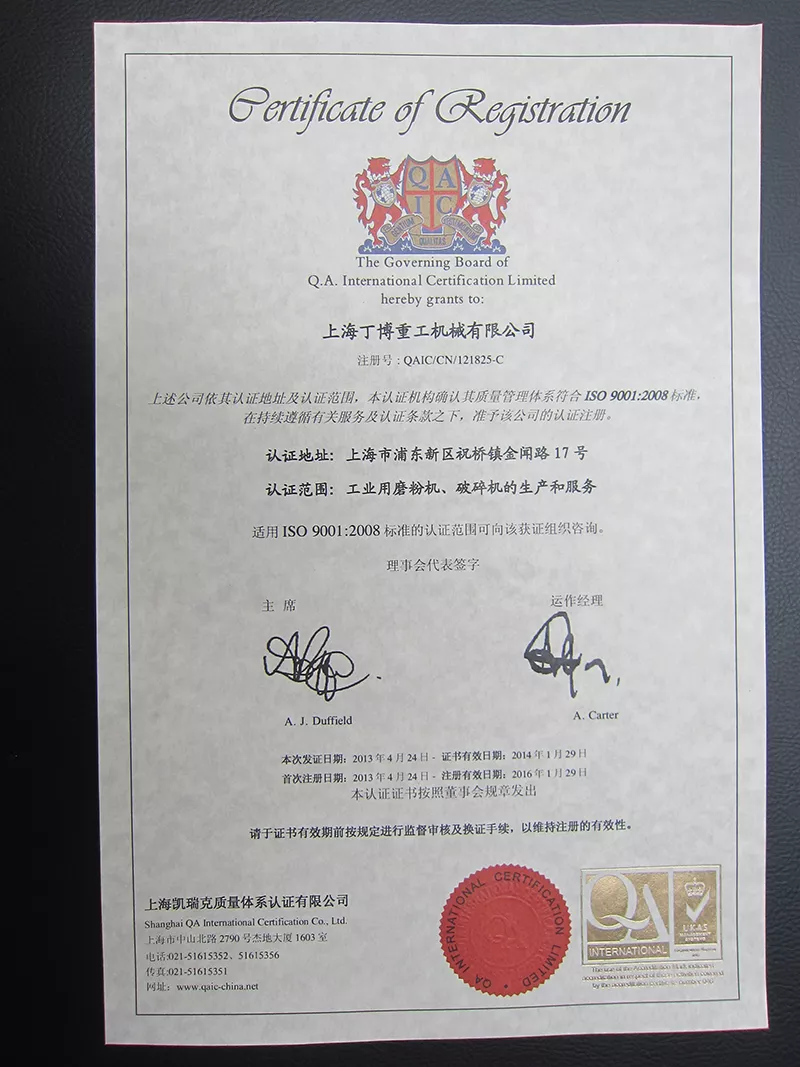 Certificate of Registration
QA
IC
QUALITAS
The Governing Board of
Q.A. International Certification Limited
hereby grants to:
上海丁博重工机械有限公司
注册号 : QAIC/CN/121825-C
上述公司依其认证地址及认证范围，本认证机构确认其质量管理体系符合 ISO 9001:2008 标准，
在持续遵循有关服务及认证条款之下，准予该公司的认证注册。
认证地址: 上海市浦东新区祝桥镇金闻路 17 号
认证范围: 工业用磨粉机、破碎机的生产和服务
适用 ISO 9001:2008 标准的认证范围可向该获证组织咨询。
理事会代表签字
主 席
运作经理
A. J. Duffield
A. Carter
本次发证日期: 2013 年 4 月 24 日 - 证书有效日期: 2014 年 1 月 29 日
首次注册日期: 2013 年 4 月 24 日 - 注册有效日期: 2016 年 1 月 29 日
本认证证书按照董事会规章发出
请于证书有效期前按规定进行监督审核及换证手续，以维持注册的有效性。
上海凯瑞克质量体系认证有限公司
Shanghai QA International Certification Co., Ltd.
上海市中山北路 2790 号杰地大厦 1603 室
电话:021-51615352、51615356
传真:021-51615351
网址: www.qaic-china.net
QA INTERNATIONAL CERTIFICATION LIMITED
QA
INTERNATIONAL
UKAS
MANAGEMENT
SYSTEMS